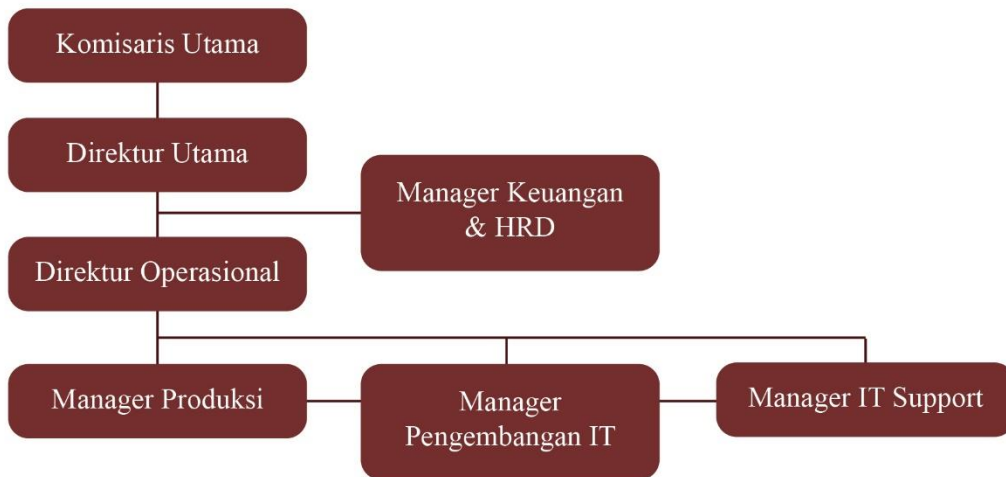 Komisaris Utama
Direktur Utama
Manager Keuangan
& HRD
Direktur Operasional
Manager Produksi
Manager
Pengembangan IT
Manager IT Support